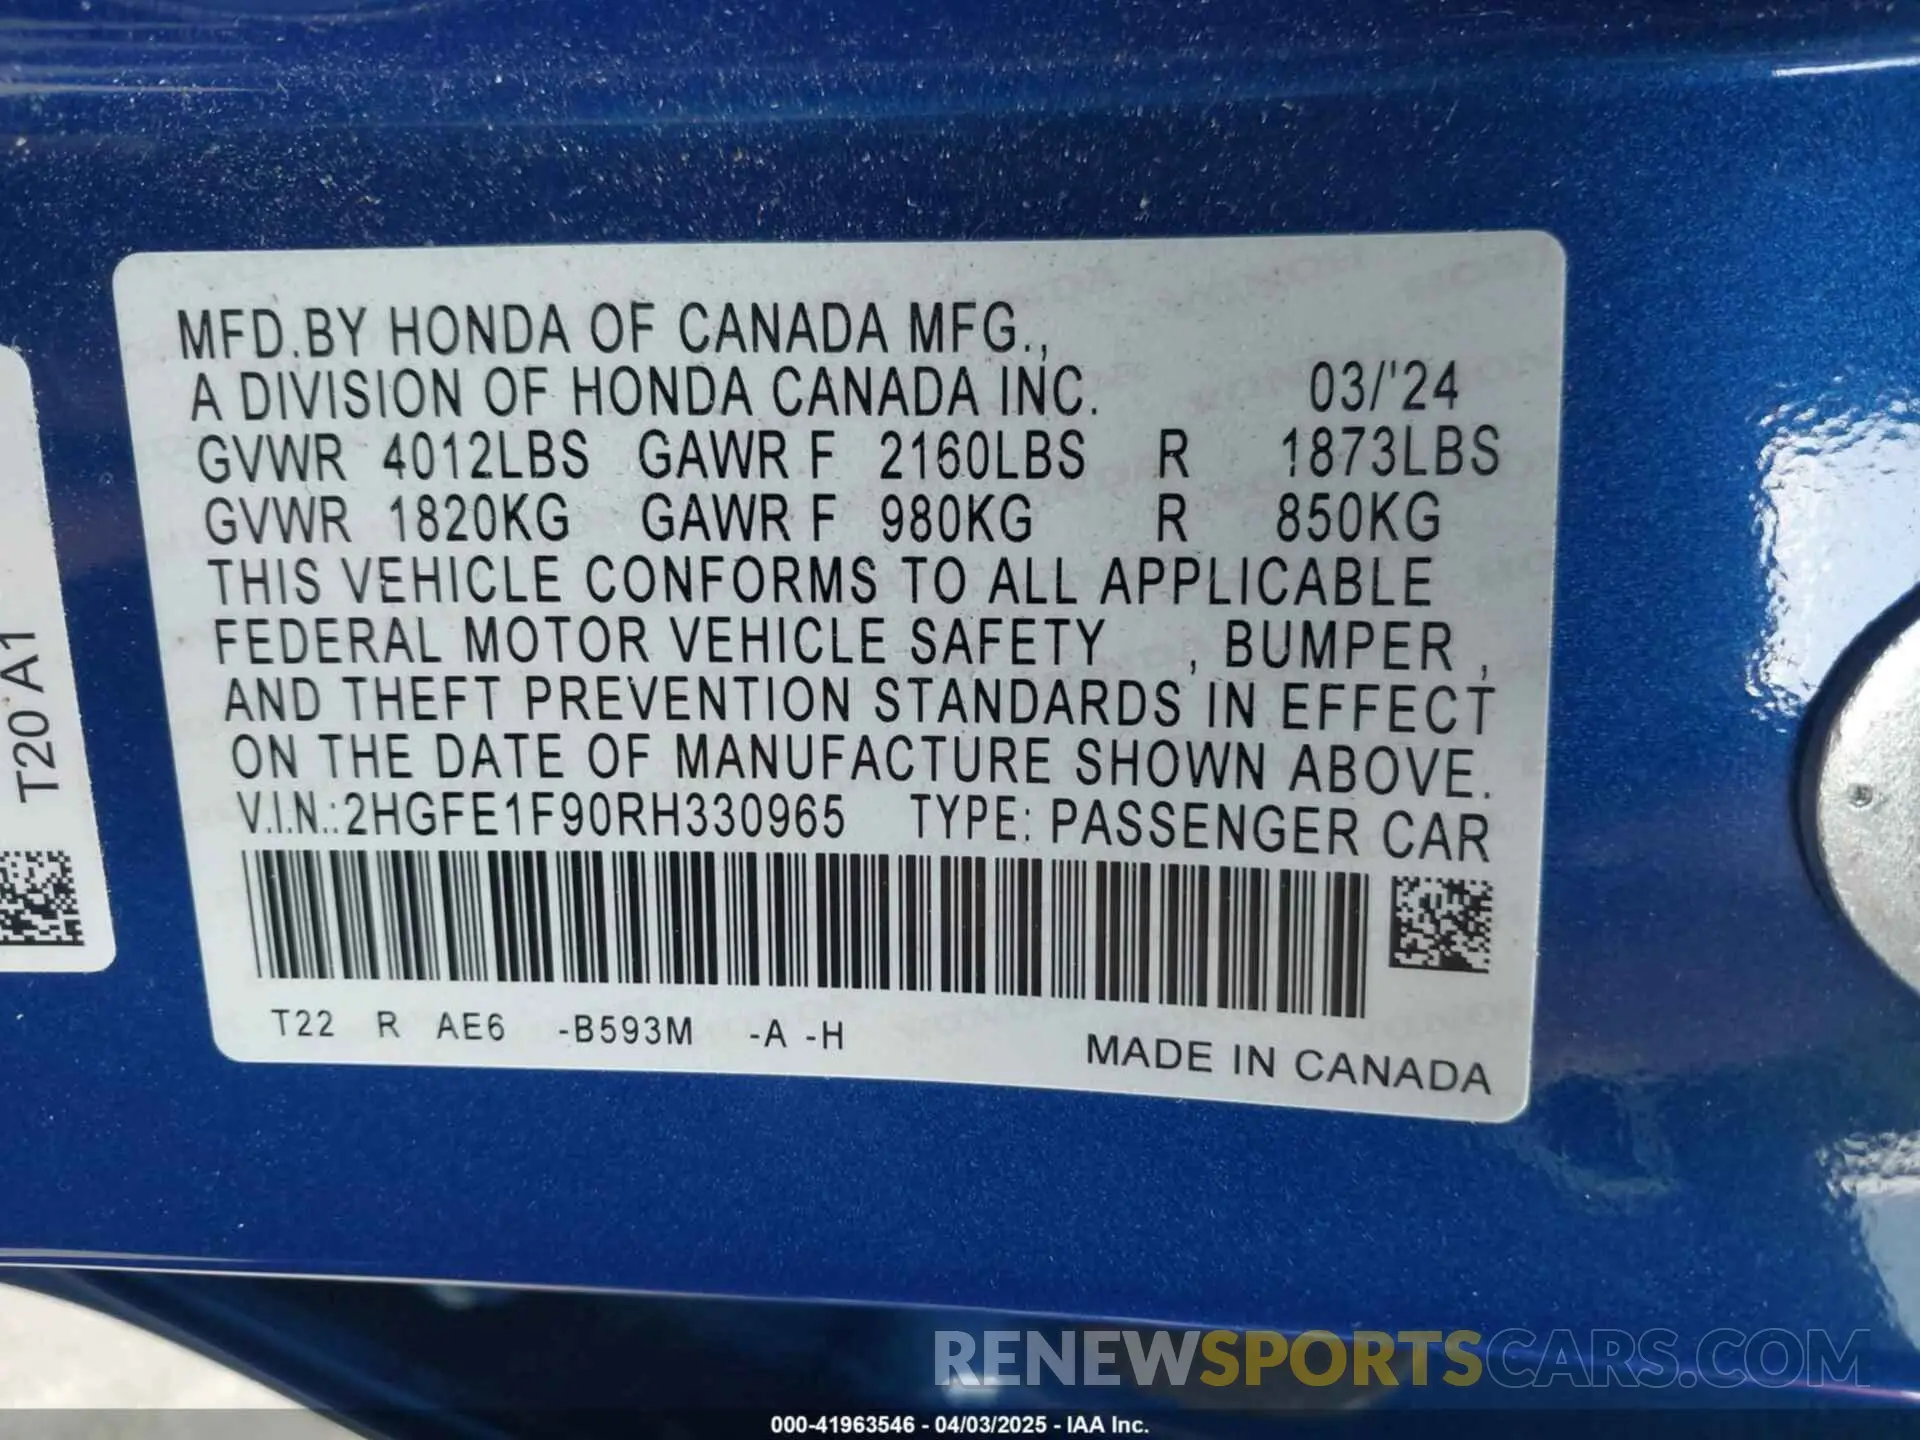 MFD.BY HONDA OF CANADA MFG.,
A DIVISION OF HONDA CANADA INC. 03/'24
GVWR 4012LBS GAWR F 2160LBS R 1873LBS
GVWR 1820KG GAWR F 980KG R 850KG
THIS VEHICLE CONFORMS TO ALL APPLICABLE
FEDERAL MOTOR VEHICLE SAFETY , BUMPER ,
AND THEFT PREVENTION STANDARDS IN EFFECT
ON THE DATE OF MANUFACTURE SHOWN ABOVE.
V.I.N.:2HGFE1F90RH330965 TYPE: PASSENGER CAR
T22 R AE6 -B593M -A -H
MADE IN CANADA
T20 A1
RENEWSPORTSCARS.COM
000-41963546 - 04/03/2025 - IAA Inc.